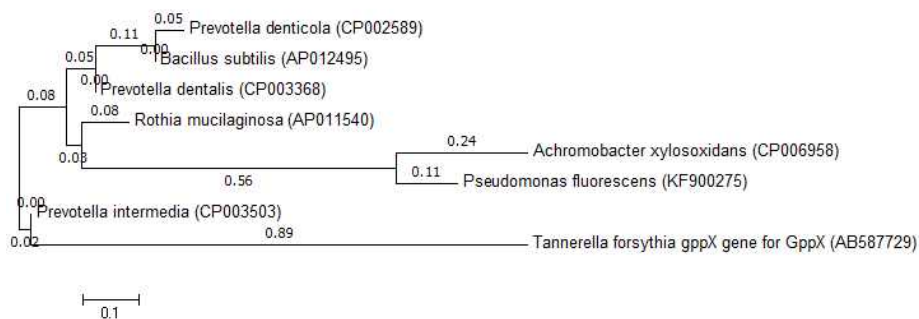 0.05
Prevotella denticola (CP002589)
0.11
0.00
Bacillus subtilis (AP012495)
0.05
0.00
Prevotella dentalis (CP003368)
0.08
0.08
Rothia mucilaginosa (AP011540)
0.03
0.24
Achromobacter xylosoxidans (CP006958)
0.56
0.11
Pseudomonas fluorescens (KF900275)
0.00
Prevotella intermedia (CP003503)
0.02
0.89
Tannerella forsythia gppX gene for GppX (AB587729)
0.1